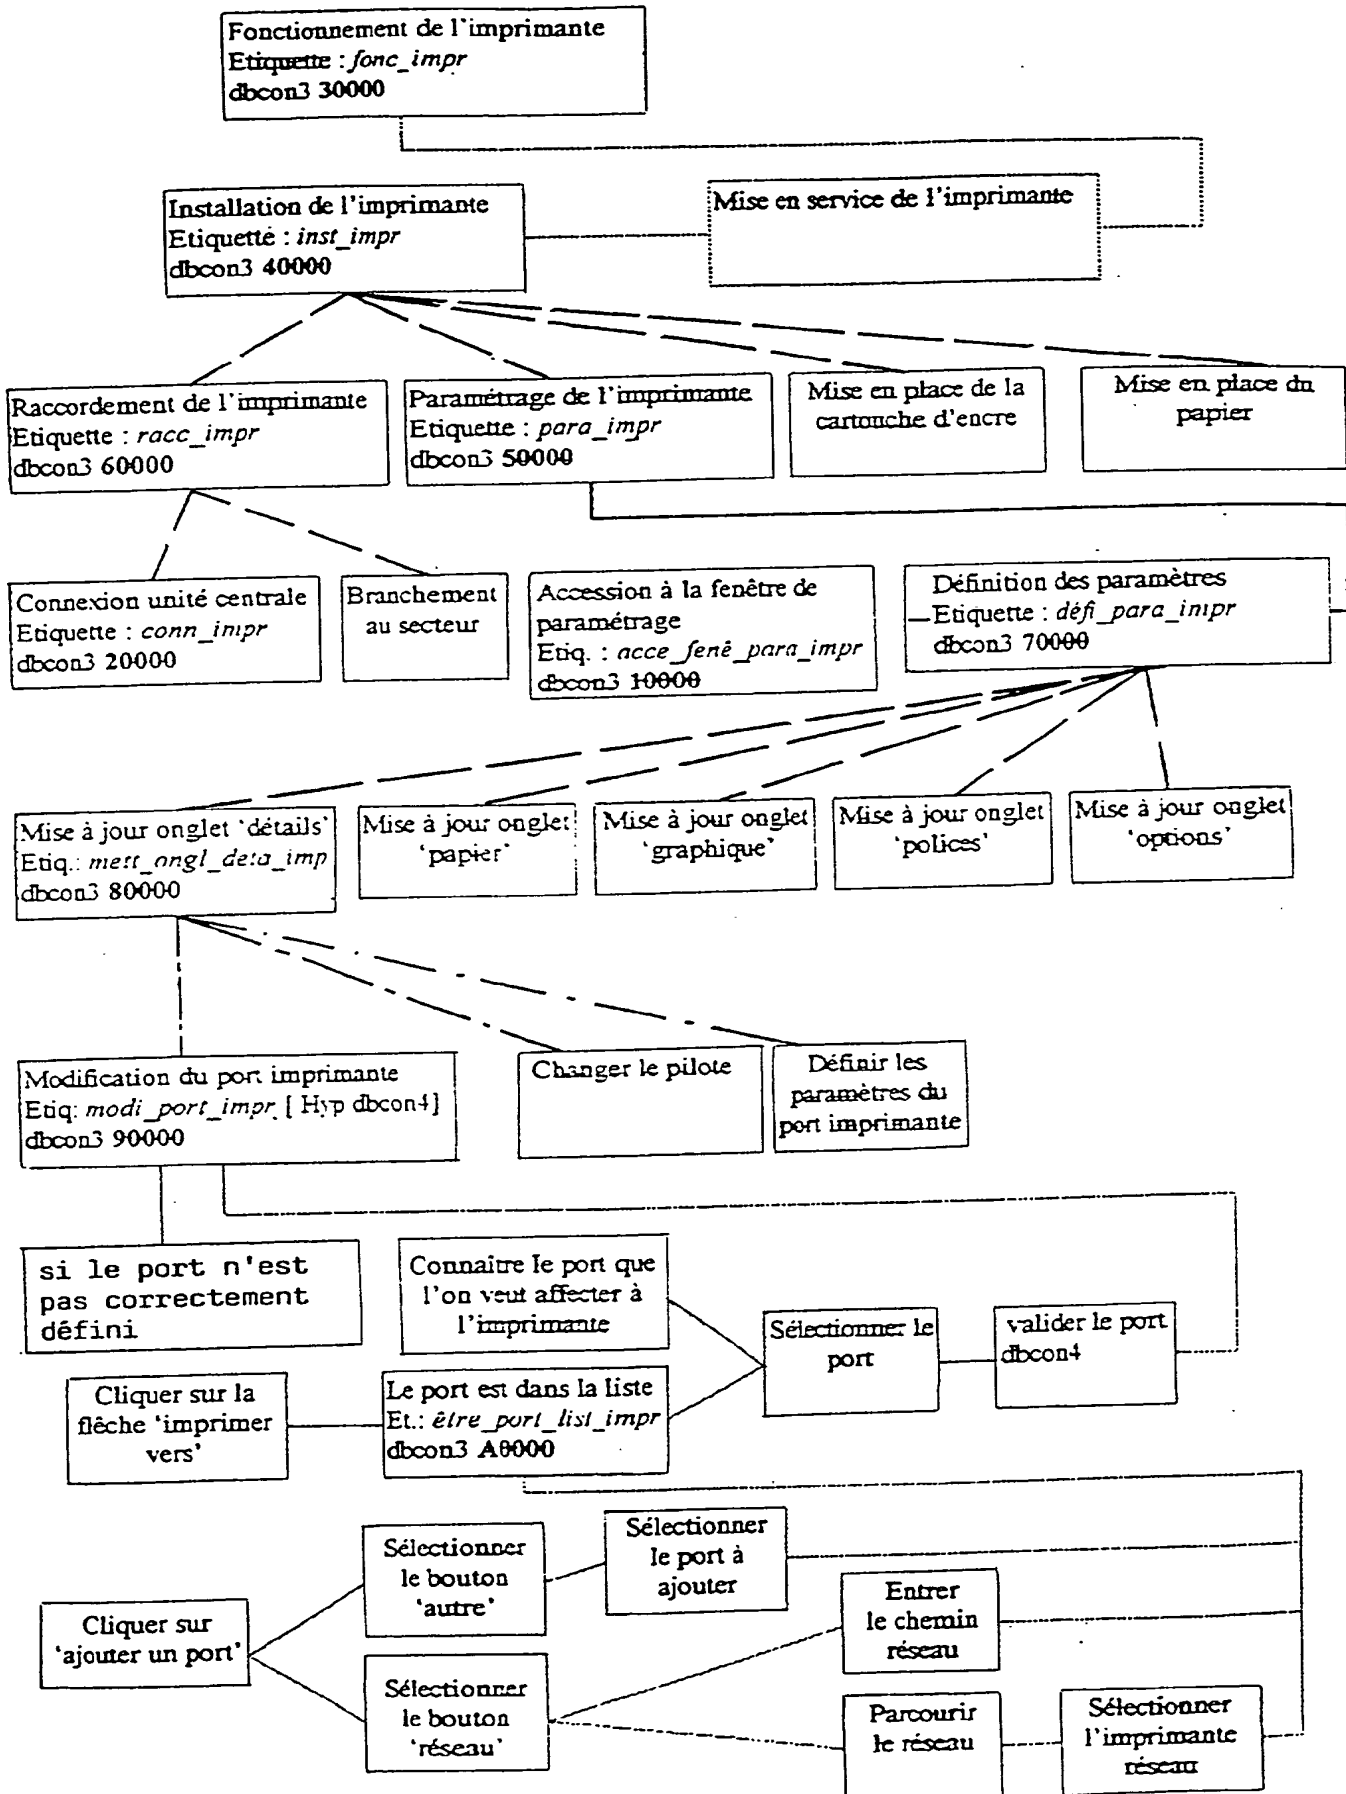 Fonctionnement de l'imprimante
Etiquette : fonc_impr
dbcon3 30000
Installation de l'imprimante
Etiquette : inst_impr
dbcon3 40000
Mise en service de l'imprimante
Raccordement de l'imprimante
Etiquette : racc_impr
dbcon3 60000
Paramétrage de l'imprimante
Etiquette : para_impr
dbcon3 50000
Mise en place de la
cartouche d'encre
Mise en place du
papier
Connexion unité centrale
Etiquette : conn_impr
dbcon3 20000
Branchement
au secteur
Accession à la fenêtre de
paramétrage
Etiq. : acce_fenê_para_impr
dbcon3 10000
Définition des paramètres
Etiquette : défi_para_impr
dbcon3 70000
Mise à jour onglet 'détails'
Etiq.: mett_ongl_deta_imp
dbcon3 80000
Mise à jour onglet
'papier'
Mise à jour onglet
'graphique'
Mise à jour onglet
'polices'
Mise à jour onglet
'options'
Modification du port imprimante
Etiq: modi_port_impr [ Hyp dbcon4]
dbcon3 90000
Changer le pilote
Définir les
paramètres du
port imprimante
si le port n'est
pas correctement
défini
Connaître le port que
l'on veut affecter à
l'imprimante
Sélectionner le
port
valider le port
dbcon4
Cliquer sur la
flêche 'imprimer
vers'
Le port est dans la liste
Et.: être_port_list_impr
dbcon3 A0000
Sélectionner
le bouton
'autre'
Sélectionner
le port à
ajouter
Cliquer sur
'ajouter un port'
Entrer
le chemin
réseau
Sélectionner
le bouton
'réseau'
Parcourir
le réseau
Sélectionner
l'imprimante
réseau